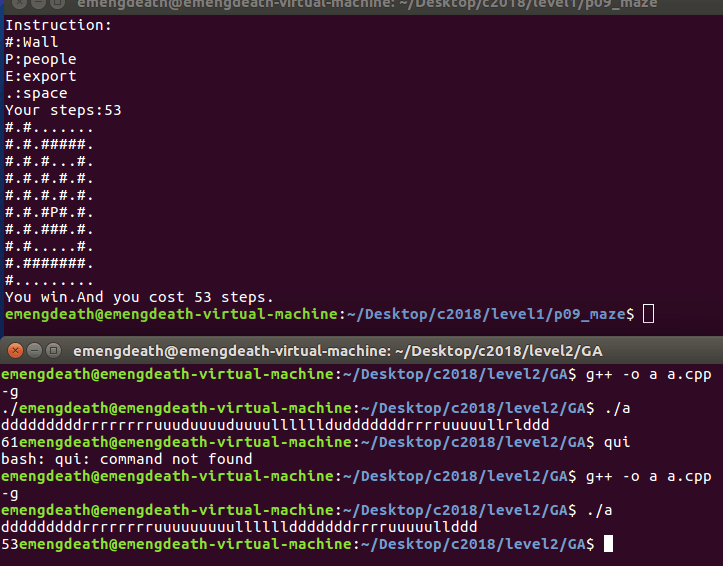 emengdeath@emengdeath-virtual-machine: ~/Desktop/c2018/level1/p09_maze
Instruction:
#:Wall
P:people
E:export
.:space
Your steps:53
#.#.......
#.#.#####.
#.#.#...#.
#.#.#.#.#.
#.#.#.#.#.
#.#.#P#.#.
#.#.###.#.
#.#.....#.
#.#######.
#.........
You win.And you cost 53 steps.
emengdeath@emengdeath-virtual-machine:~/Desktop/c2018/level1/p09_maze$
emengdeath@emengdeath-virtual-machine: ~/Desktop/c2018/level2/GA
emengdeath@emengdeath-virtual-machine:~/Desktop/c2018/level2/GA$ g++ -o a a.cpp
-g
./emengdeath@emengdeath-virtual-machine:~/Desktop/c2018/level2/GA$ ./a
dddddddddrrrrrrrruuuduuuuduuuulllllldudddddddrrrruuuuullrlddd
61emengdeath@emengdeath-virtual-machine:~/Desktop/c2018/level2/GA$ qui
bash: qui: command not found
emengdeath@emengdeath-virtual-machine:~/Desktop/c2018/level2/GA$ g++ -o a a.cpp
-g
emengdeath@emengdeath-virtual-machine:~/Desktop/c2018/level2/GA$ ./a
dddddddddrrrrrrrruuuuuuuuulllllldddddddrrrruuuuullddd
53emengdeath@emengdeath-virtual-machine:~/Desktop/c2018/level2/GA$